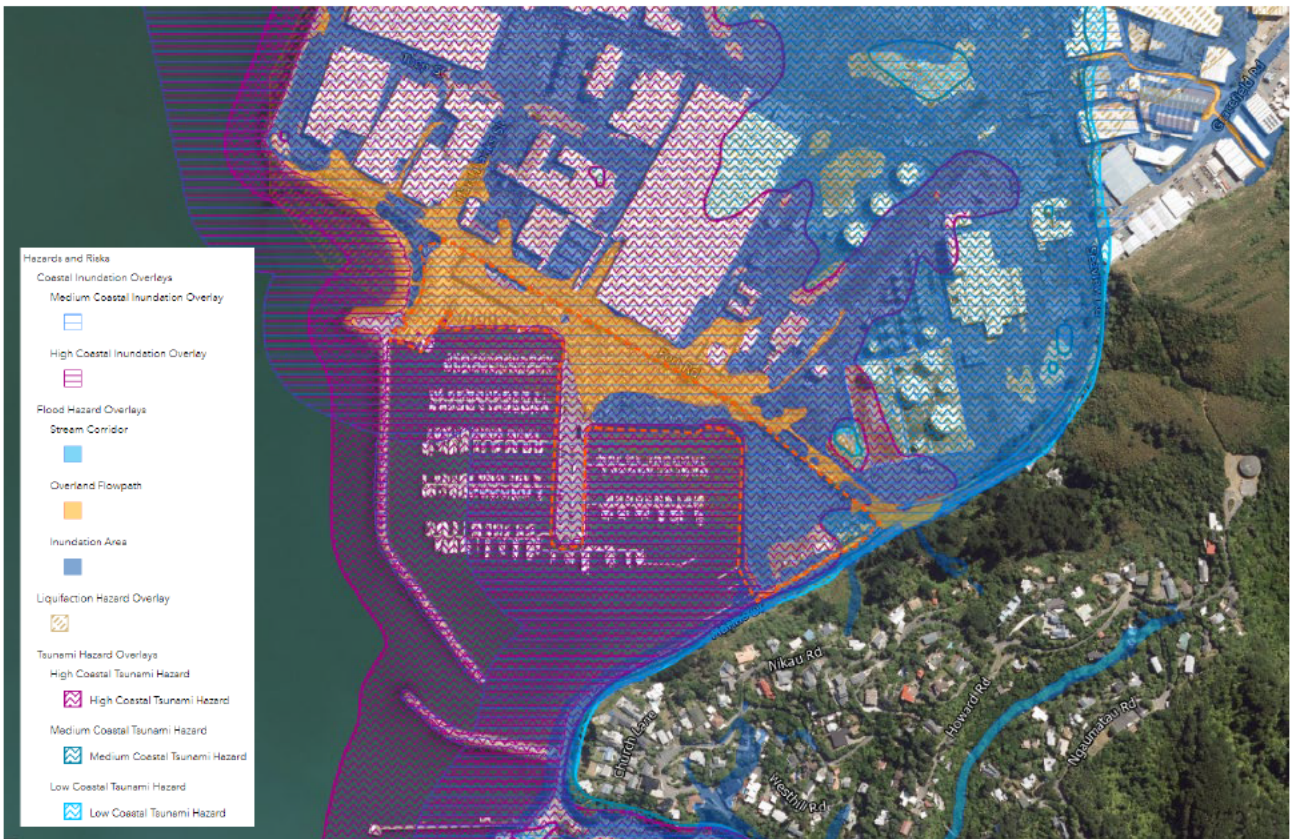 Hazards and Risks
Coastal Inundation Overlays
Medium Coastal Inundation Overlay
High Coastal Inundation Overlay
Flood Hazard Overlays
Stream Corridor
Overland Flowpath
Inundation Area
Liquifaction Hazard Overlay
Tsunami Hazard Overlays
High Coastal Tsunami Hazard
High Coastal Tsunami Hazard
Medium Coastal Tsunami Hazard
Medium Coastal Tsunami Hazard
Low Coastal Tsunami Hazard
Low Coastal Tsunami Hazard
Gracefield Rd
Nikau Rd
Howard Rd
Ngaumatau Rd
Church Lane
Westhill Rd